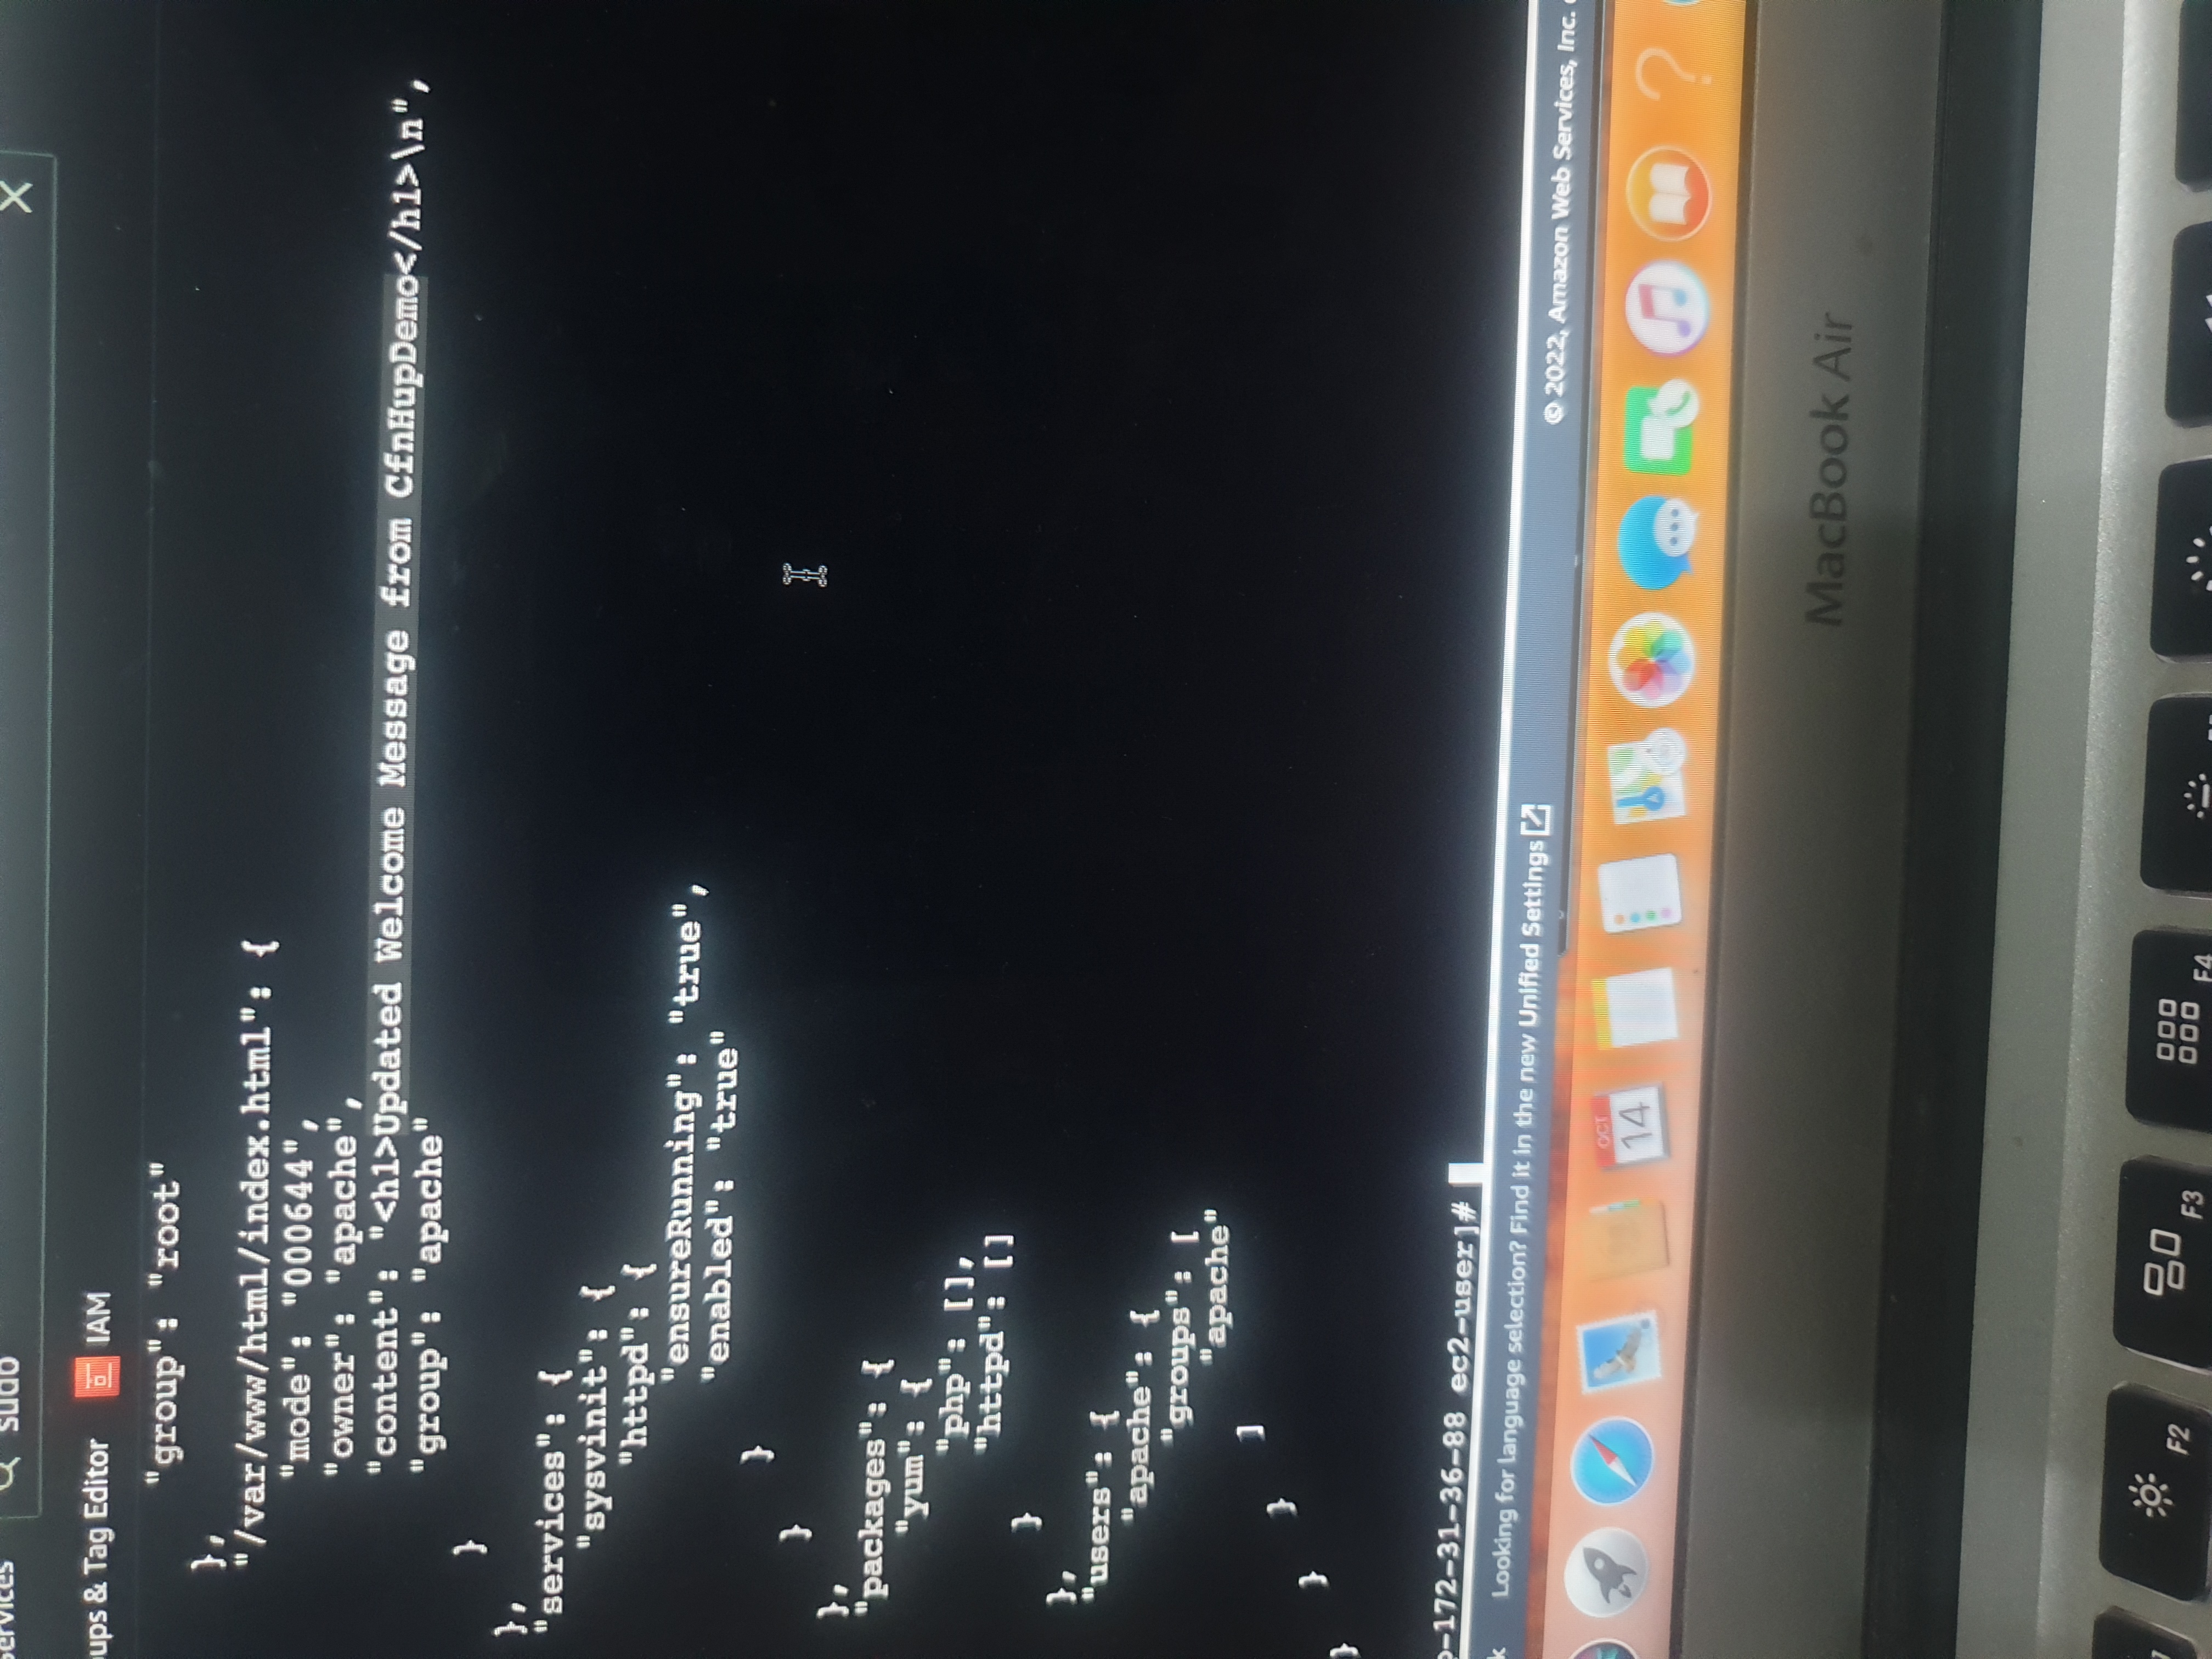 sudo
& Tag Editor IAM
"group": "root"
},
"/var/www/html/index.html": {
"mode": "000644",
"owner": "apache",
"content": "<h1>Updated Welcome Message from CfnHupDemo</h1>\n",
"group": "apache"
}
},
"services": {
"sysvinit": {
"httpd": {
"ensureRunning": "true",
"enabled": "true"
}
}
},
"packages": {
"yum": {
"php": [],
"httpd": []
}
},
"users": {
"apache": {
"groups": [
"apache"
]
}
}
}
-172-31-36-88 ec2-user]#
Looking for language selection? Find it in the new Unified Settings
© 2022, Amazon Web Services, Inc.
OCT
14
MacBook Air
F2
F3
F4